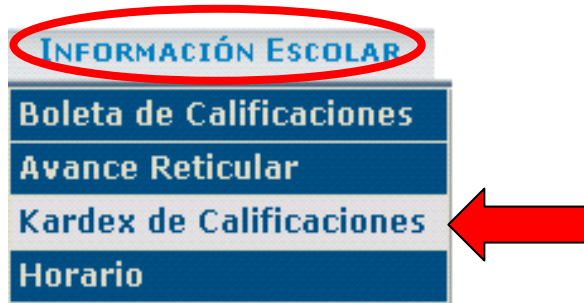 INFORMACIÓN ESCOLAR
Boleta de Calificaciones
Avance Reticular
Kardex de Calificaciones
Horario